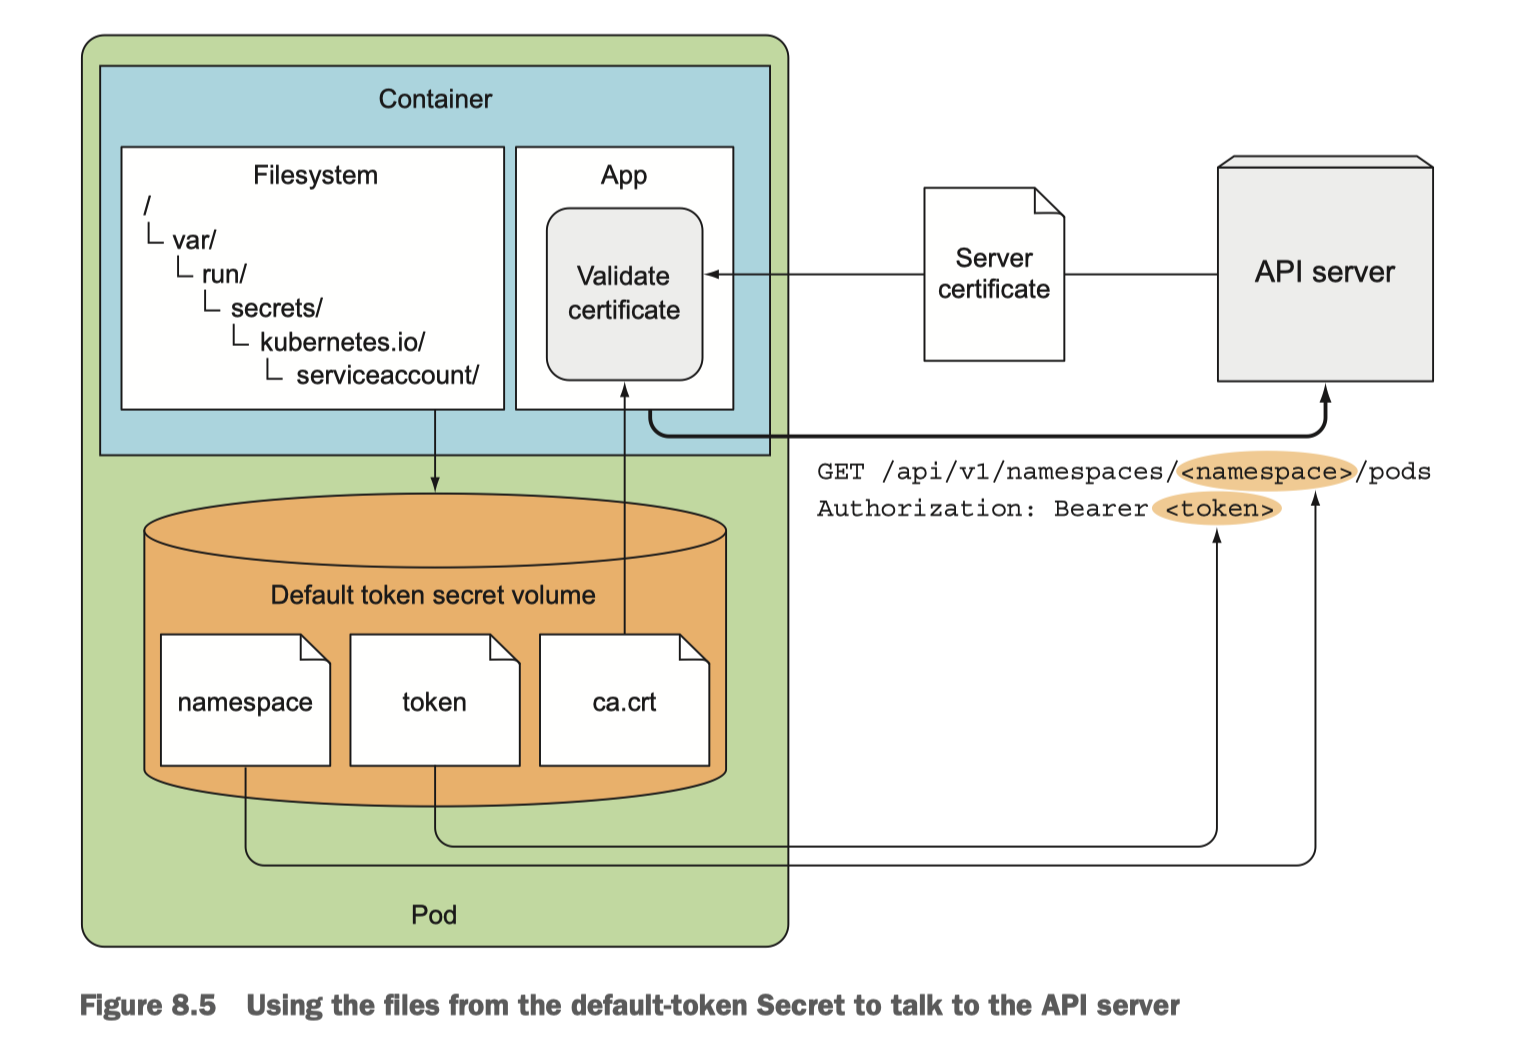 Container
Filesystem
/
var/
run/
secrets/
kubernetes.io/
serviceaccount/
App
Validate
certificate
Server
certificate
API server
GET /api/v1/namespaces/<namespace>/pods
Authorization: Bearer <token>
Default token secret volume
namespace
token
ca.crt
Pod
Figure 8.5 Using the files from the default-token Secret to talk to the API server